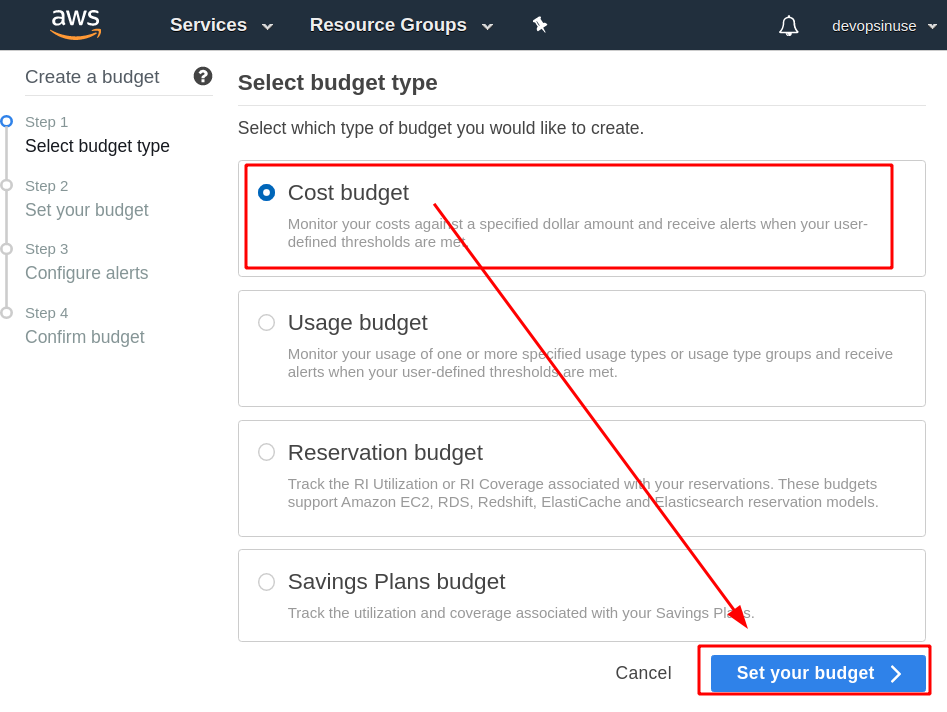 aws
Services
Resource Groups
devopsinuse
Create a budget
?
Step 1
Select budget type
Step 2
Set your budget
Step 3
Configure alerts
Step 4
Confirm budget
Select budget type
Select which type of budget you would like to create.
Cost budget
Monitor your costs against a specified dollar amount and receive alerts when your user-
defined thresholds are met.
Usage budget
Monitor your usage of one or more specified usage types or usage type groups and receive
alerts when your user-defined thresholds are met.
Reservation budget
Track the RI Utilization or RI Coverage associated with your reservations. These budgets
support Amazon EC2, RDS, Redshift, ElastiCache and Elasticsearch reservation models.
Savings Plans budget
Track the utilization and coverage associated with your Savings Plans.
Cancel
Set your budget